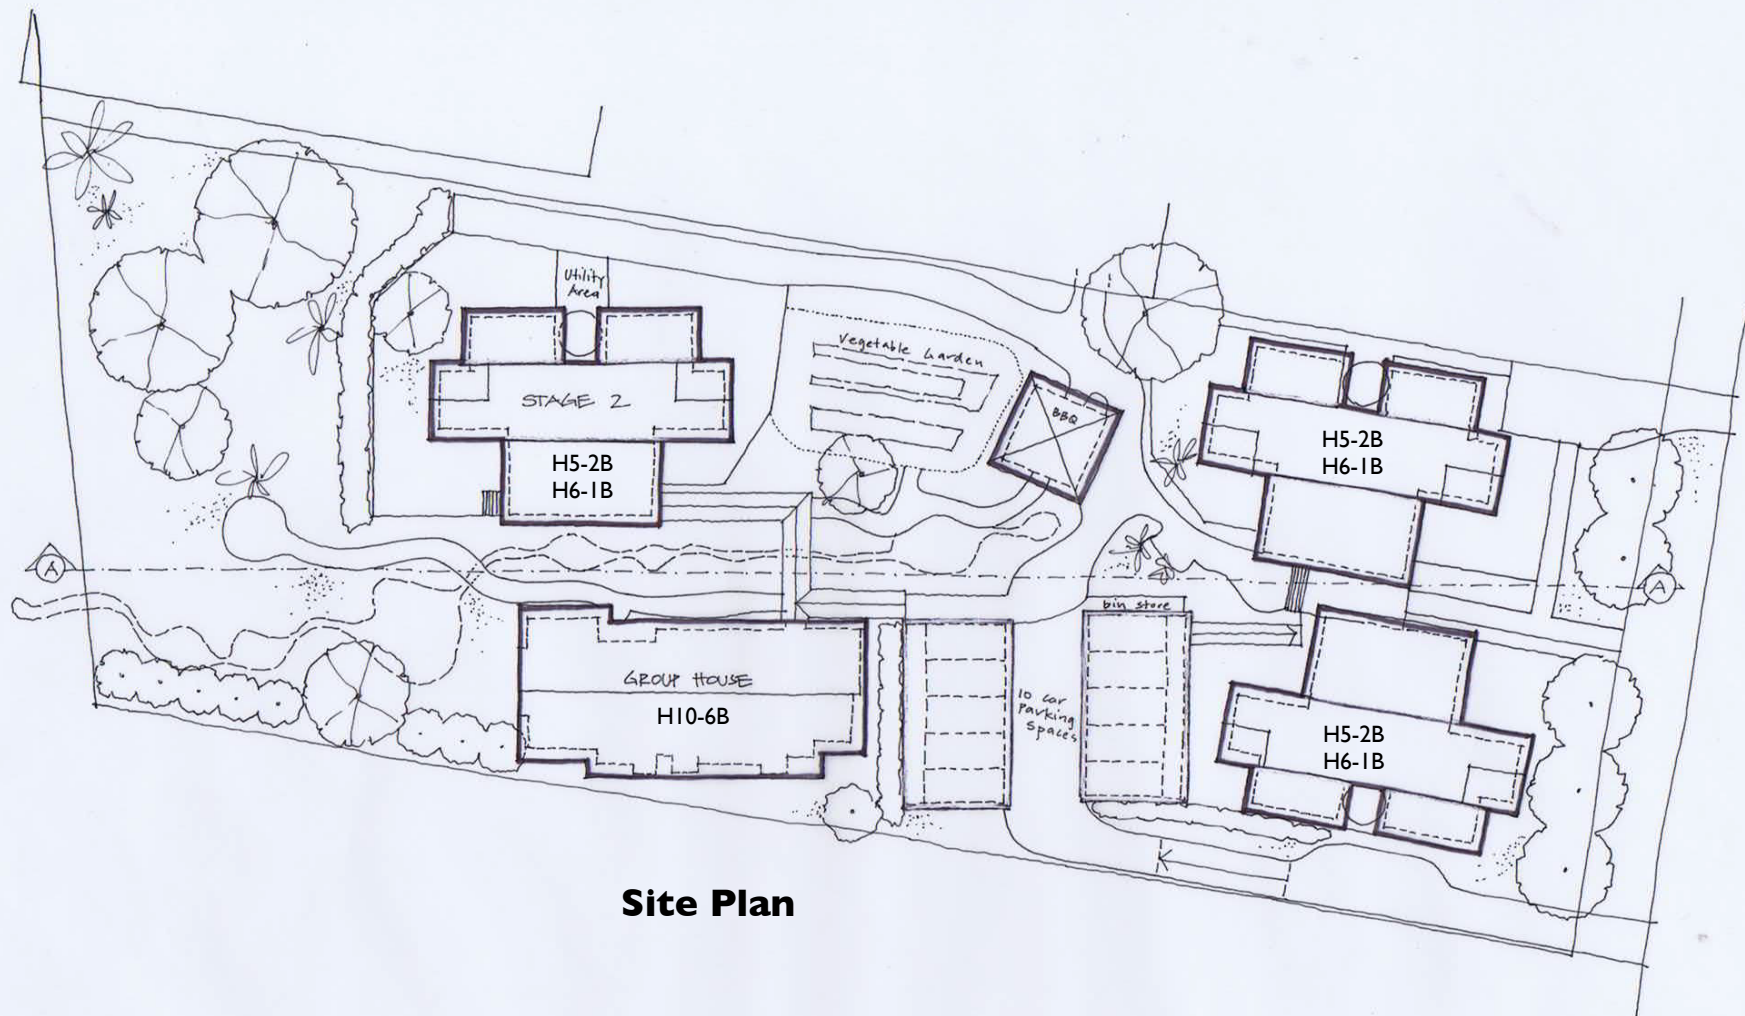 Utility
Area
Vegetable Garden
BBQ
STAGE 2
H5-2B
H6-1B
H5-2B
H6-1B
A
A
bin store
GROUP HOUSE
H10-6B
10 car
parking
spaces
H5-2B
H6-1B
Site Plan